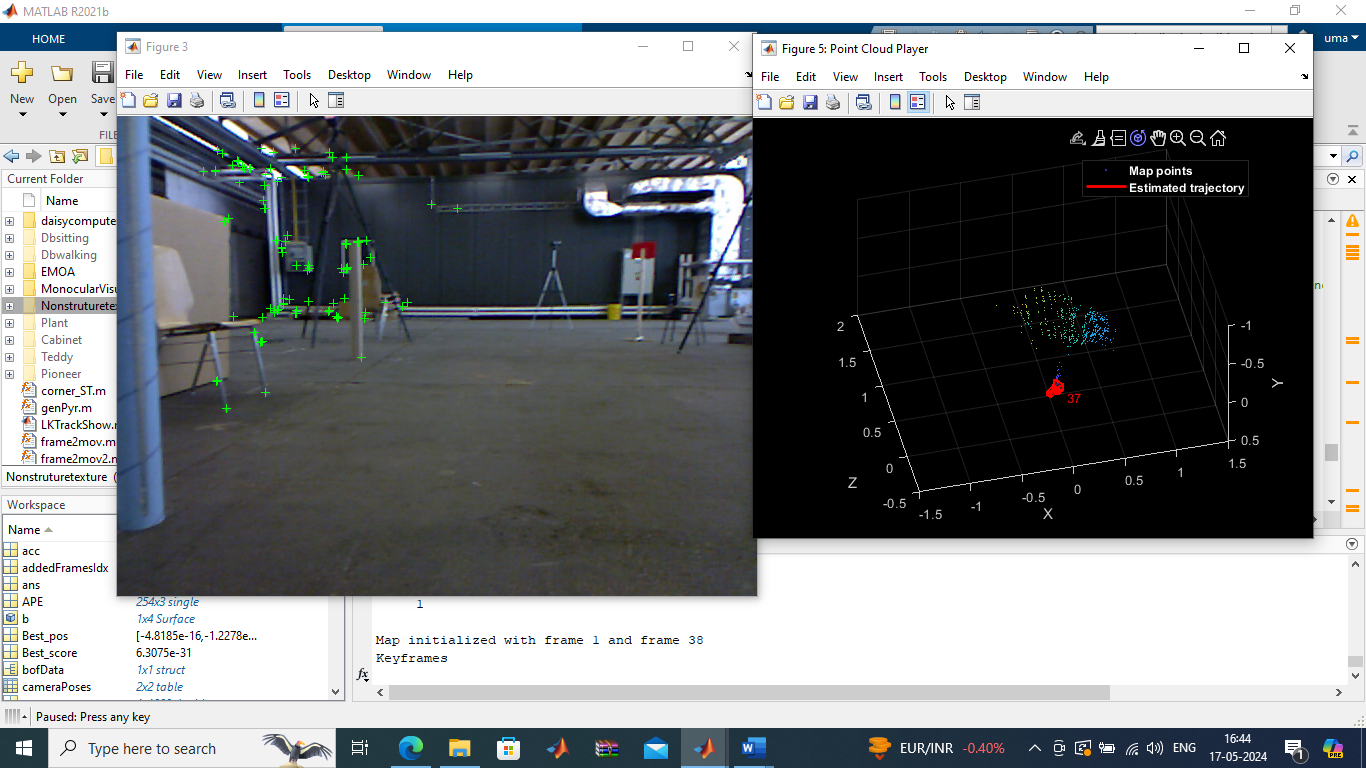 MATLAB R2021b
HOME
uma
New
Open
Save
FILE
Current Folder
Name
daisycompute
Dbsitting
Dbwalking
EMOA
MonocularVisu
Nonstruturetex
Plant
Cabinet
Teddy
Pioneer
corner_ST.m
genPyr.m
LKTrackShow.
frame2mov.m
frame2mov2.m
Nonstruturetexture (
Workspace
Name
acc
addedFramesIdx
ans
APE 254x3 single
b 1x4 Surface
Best_pos [-4.8185e-16,-1.2278e...
Best_score 6.3075e-31
bofData 1x1 struct
cameraPoses 2x2 table
Figure 3
File Edit View Insert Tools Desktop Window Help
Figure 5: Point Cloud Player
File Edit View Insert Tools Desktop Window Help
Map points
Estimated trajectory
37
2
1.5
1
0.5
0
-0.5
Z
-1.5
-1
-0.5
0
0.5
1
1.5
X
-1
-0.5
0
0.5
Y
1
Map initialized with frame 1 and frame 38
Keyframes
fx
Paused: Press any key
Type here to search
EUR/INR -0.40%
ENG
16:44
17-05-2024
1
PRE